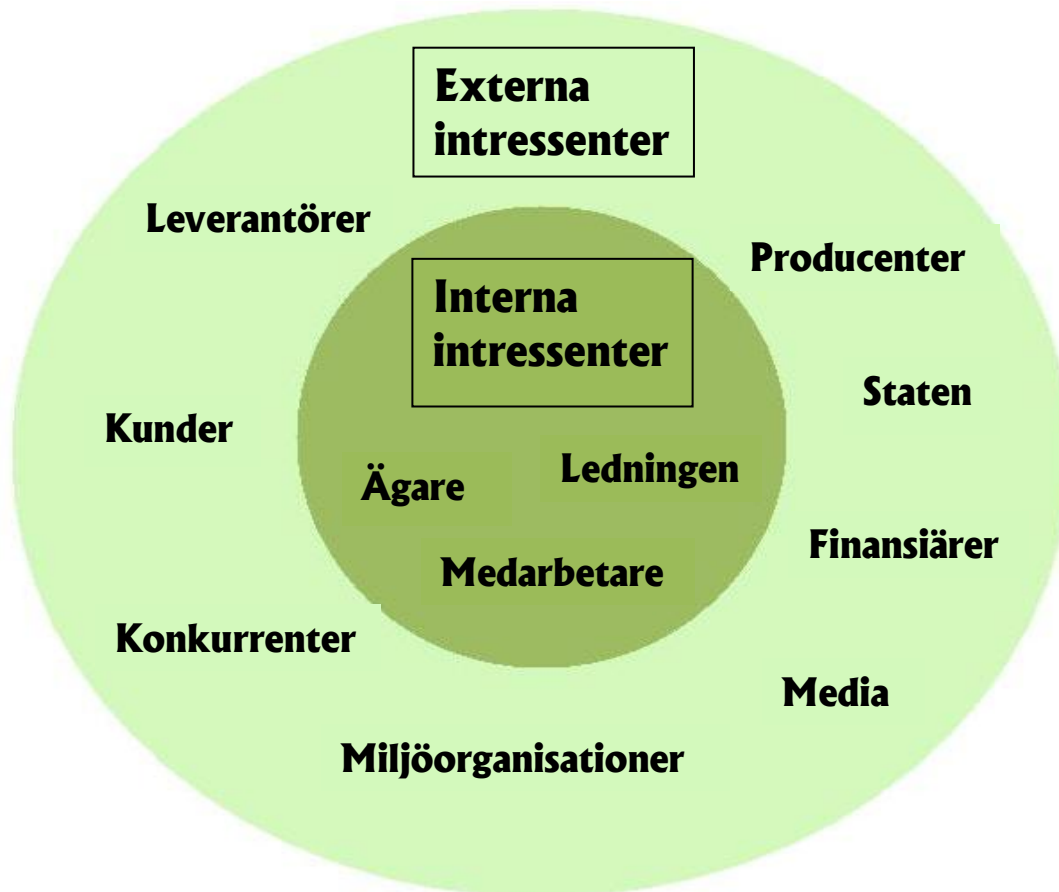 Externa
intressenter
Leverantörer
Producenter
Interna
intressenter
Staten
Kunder
Ledningen
Ägare
Finansiärer
Medarbetare
Konkurrenter
Media
Miljöorganisationer